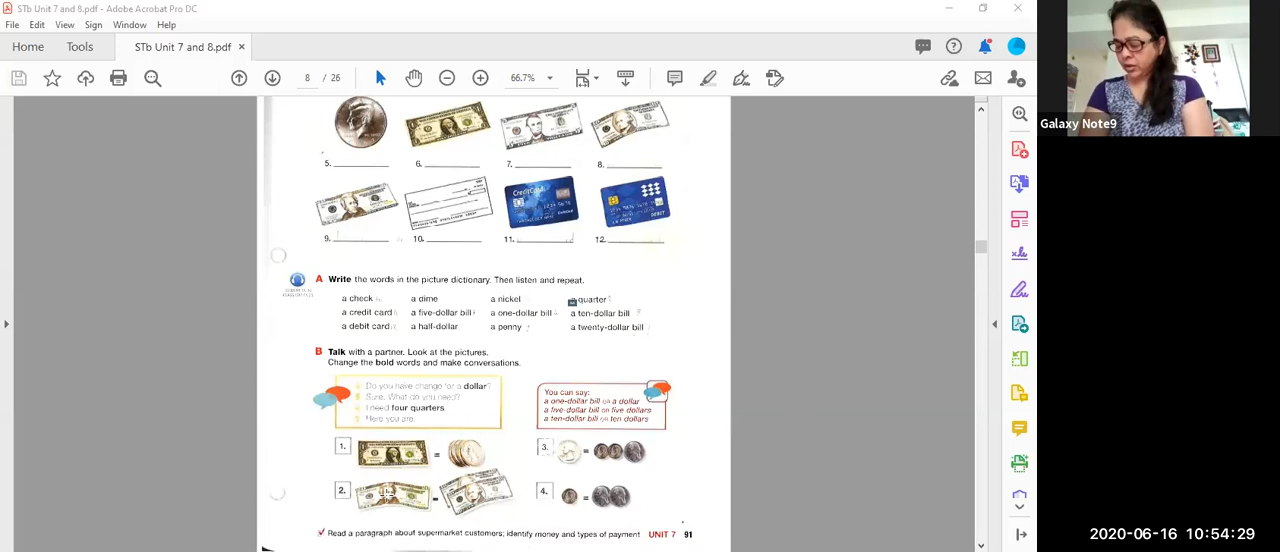 STb Unit 7 and 8.pdf - Adobe Acrobat Pro DC
File Edit View Sign Window Help
Home Tools STb Unit 7 and 8.pdf ×
8 / 26 66.7%
Galaxy Note9
5. 6. 7. 8.
CreditCard
DEBIT
9. 10. 11. 12.
A Write the words in the picture dictionary. Then listen and repeat.
a check a dime a nickel quarter
a credit card a five-dollar bill a one-dollar bill a ten-dollar bill
a debit card a half-dollar a penny a twenty-dollar bill
B Talk with a partner. Look at the pictures.
Change the bold words and make conversations.
Do you have change for a dollar?
Sure. What do you need?
I need four quarters
Here you are.
You can say:
a one-dollar bill OR a dollar
a five-dollar bill OR five dollars
a ten-dollar bill OR ten dollars
1. = 3. =
2. = 4. =
Read a paragraph about supermarket customers; identify money and types of payment UNIT 7 91
2020-06-16 10:54:29